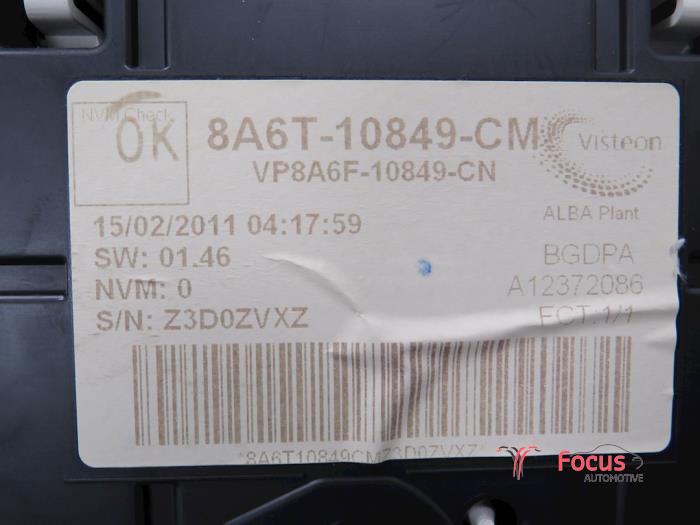 NVM Check
OK
8A6T-10849-CM
VP8A6F-10849-CN
Visteon
ALBA Plant
15/02/2011 04:17:59
SW: 01.46
NVM: 0
S/N: Z3D0ZVXZ
BGDPA
A12372086
FCT:1/1
*8A6T10849CMZ3D0ZVXZ*
Focus
AUTOMOTIVE